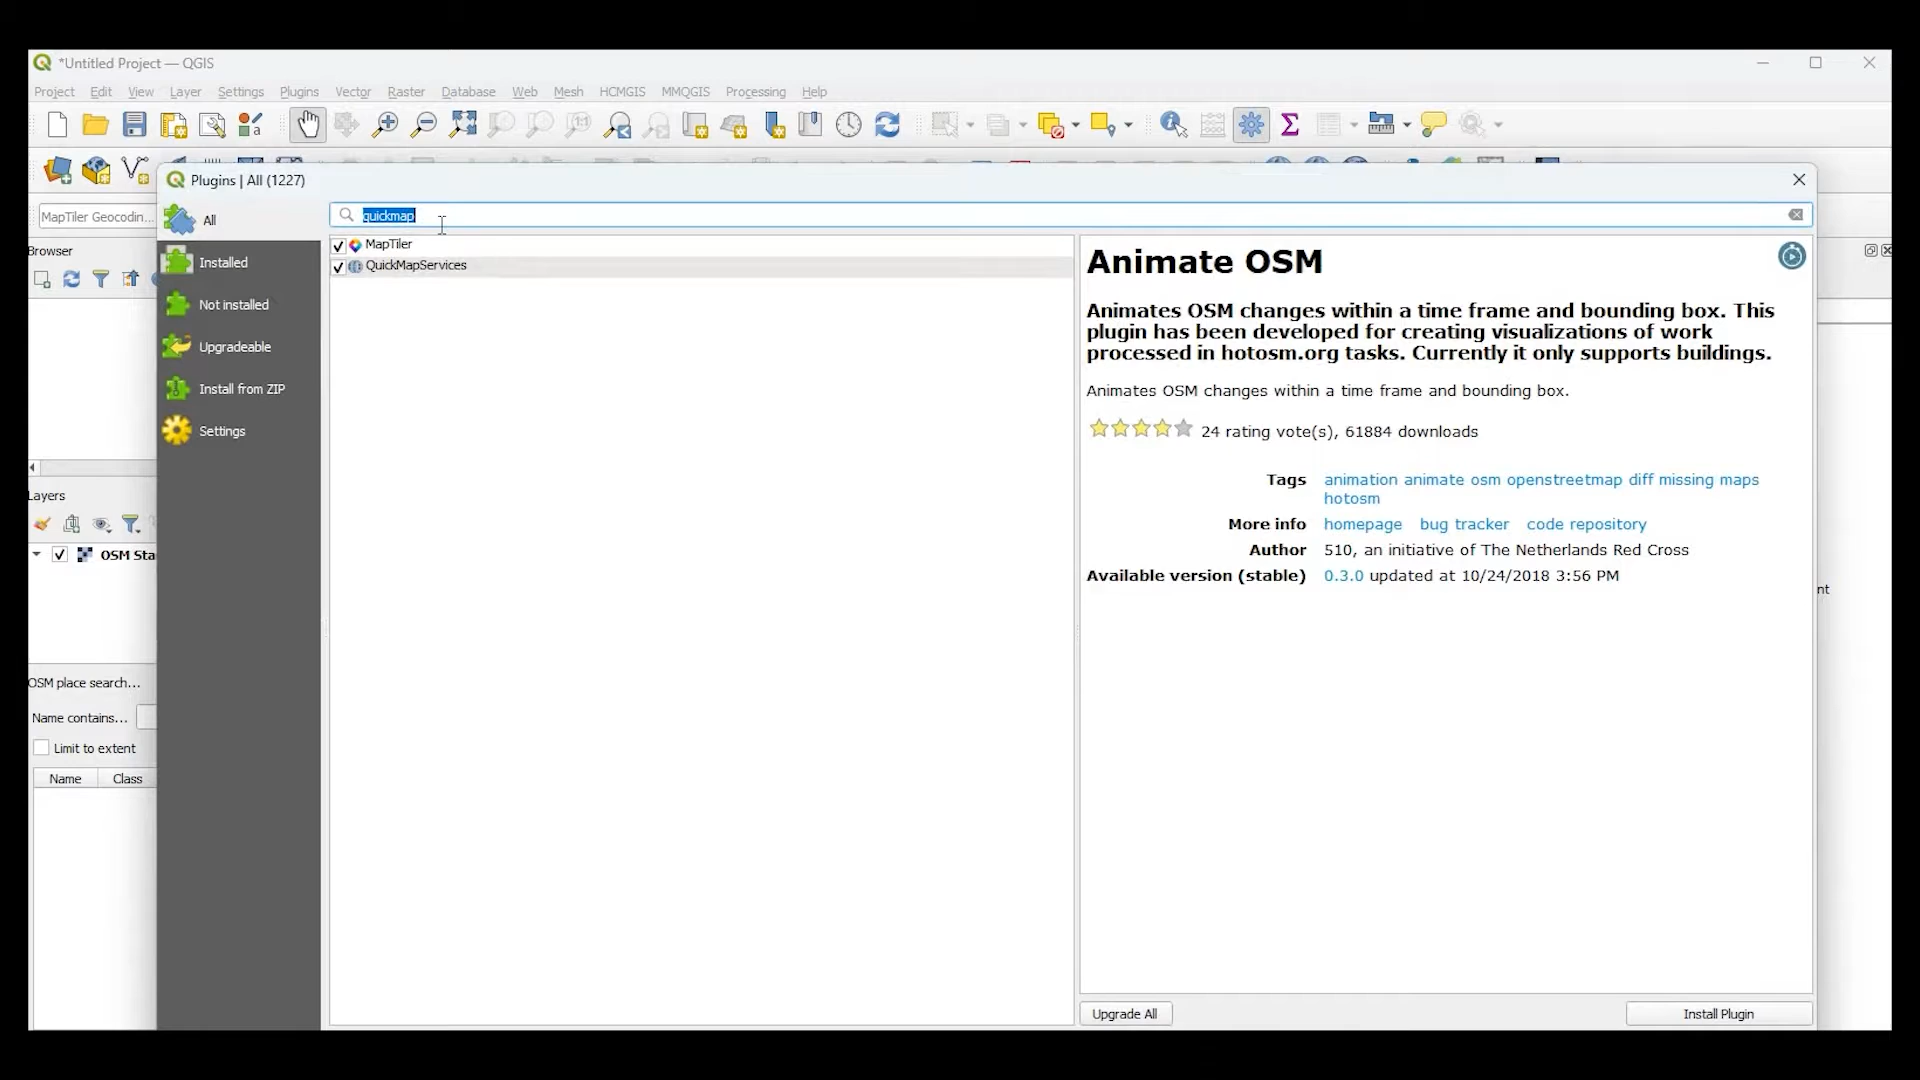 *Untitled Project — QGIS
Project Edit View Layer Settings Plugins Vector Raster Database Web Mesh HCMGIS MMQGIS Processing Help
Plugins | All (1227)
MapTiler Geocodin...
All
quickmap
Browser
Installed
Not installed
Upgradeable
Install from ZIP
Settings
MapTiler
QuickMapServices
Animate OSM
Animates OSM changes within a time frame and bounding box. This
plugin has been developed for creating visualizations of work
processed in hotosm.org tasks. Currently it only supports buildings.
Animates OSM changes within a time frame and bounding box.
24 rating vote(s), 61884 downloads
Tags animation animate osm openstreetmap diff missing maps
hotosm
More info homepage bug tracker code repository
Author 510, an initiative of The Netherlands Red Cross
Available version (stable) 0.3.0 updated at 10/24/2018 3:56 PM
nt
Layers
OSM Sta
OSM place search...
Name contains...
Limit to extent
Name Class
Upgrade All
Install Plugin